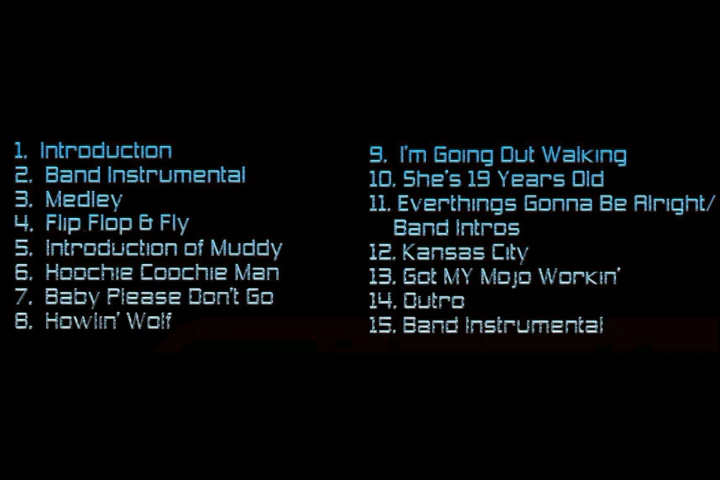 1. Introduction
2. Band Instrumental
3. Medley
4. Flip Flop & Fly
5. Introduction of Muddy
6. Hoochie Coochie Man
7. Baby Please Don't Go
8. Howlin' Wolf
9. I'm Going Out Walking
10. She's 19 Years Old
11. Everthings Gonna Be Alright/
Band Intros
12. Kansas City
13. Got MY Mojo Workin'
14. Outro
15. Band Instrumental